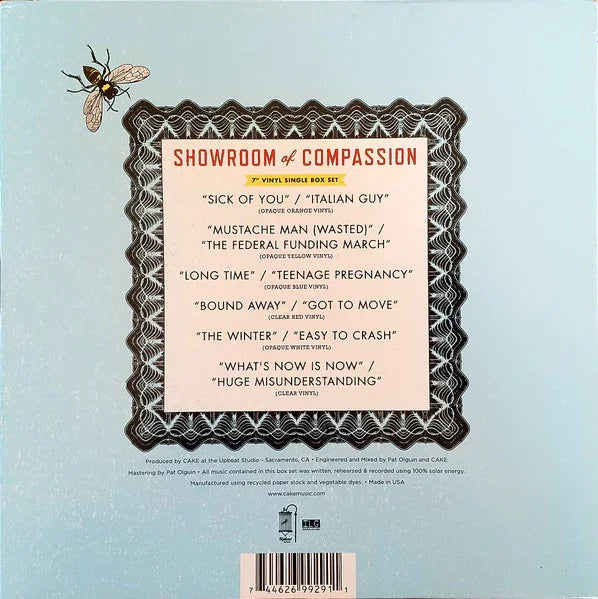 SHOWROOM of COMPASSION
7" VINYL SINGLE BOX SET
"SICK OF YOU" / "ITALIAN GUY"
(OPAQUE ORANGE VINYL)
"MUSTACHE MAN (WASTED)" /
"THE FEDERAL FUNDING MARCH"
(OPAQUE YELLOW VINYL)
"LONG TIME" / "TEENAGE PREGNANCY"
(OPAQUE BLUE VINYL)
"BOUND AWAY" / "GOT TO MOVE"
(CLEAR RED VINYL)
"THE WINTER" / "EASY TO CRASH"
(OPAQUE WHITE VINYL)
"WHAT'S NOW IS NOW" /
"HUGE MISUNDERSTANDING"
(CLEAR VINYL)
Produced by CAKE at the Upbeat Studio - Sacramento, CA • Engineered and Mixed by Pat Olguin and CAKE
Mastering by Pat Olguin • All music contained in this box set was written, rehearsed & recorded using 100% solar energy.
Manufactured using recycled paper stock and vegetable dyes. • Made in USA
www.cakemusic.com
ILG
7 44626 99291 1